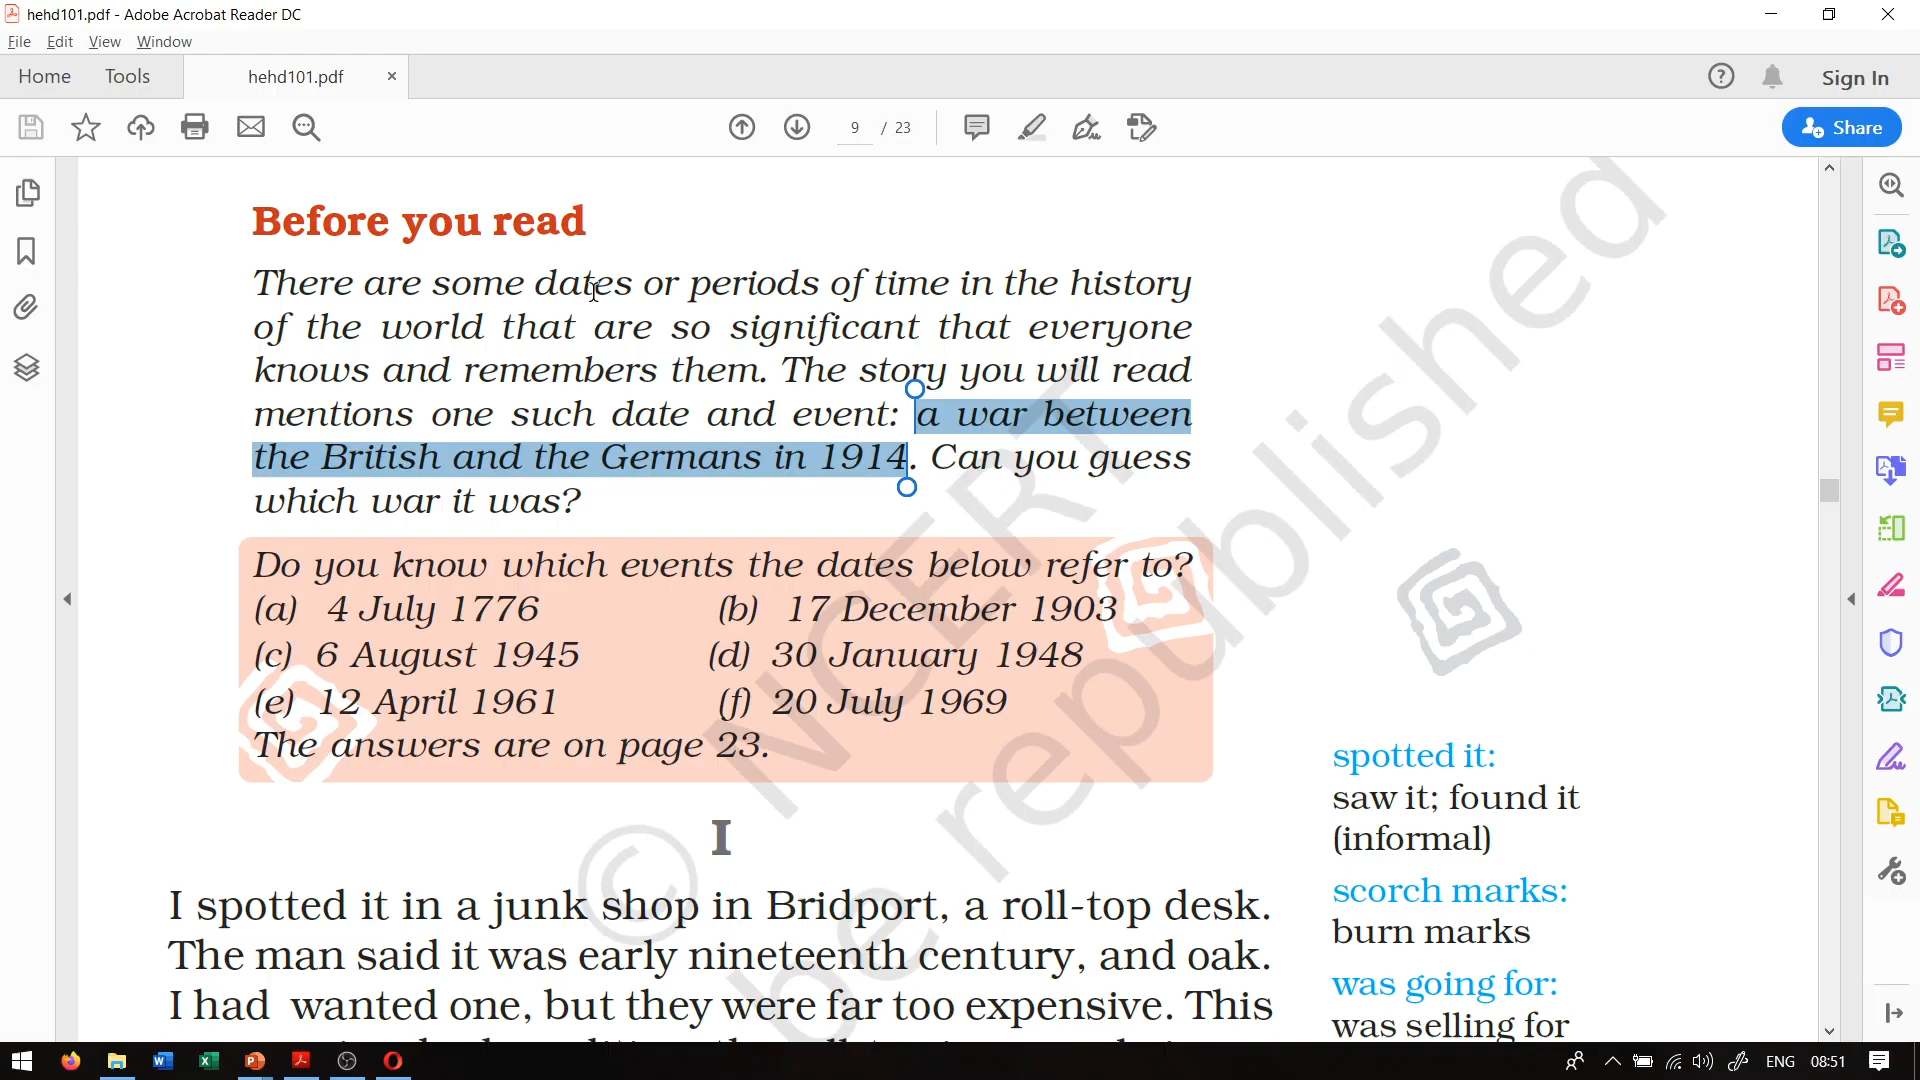 hehd101.pdf - Adobe Acrobat Reader DC
File Edit View Window
Home Tools hehd101.pdf × Sign In
9 / 23 Share
Before you read
There are some dates or periods of time in the history
of the world that are so significant that everyone
knows and remembers them. The story you will read
mentions one such date and event: a war between
the British and the Germans in 1914. Can you guess
which war it was?
Do you know which events the dates below refer to?
(a) 4 July 1776 (b) 17 December 1903
(c) 6 August 1945 (d) 30 January 1948
(e) 12 April 1961 (f) 20 July 1969
The answers are on page 23.
I
I spotted it in a junk shop in Bridport, a roll-top desk.
The man said it was early nineteenth century, and oak.
I had wanted one, but they were far too expensive. This
spotted it:
saw it; found it
(informal)
scorch marks:
burn marks
was going for:
was selling for
© NCERT
be republished
ENG 08:51